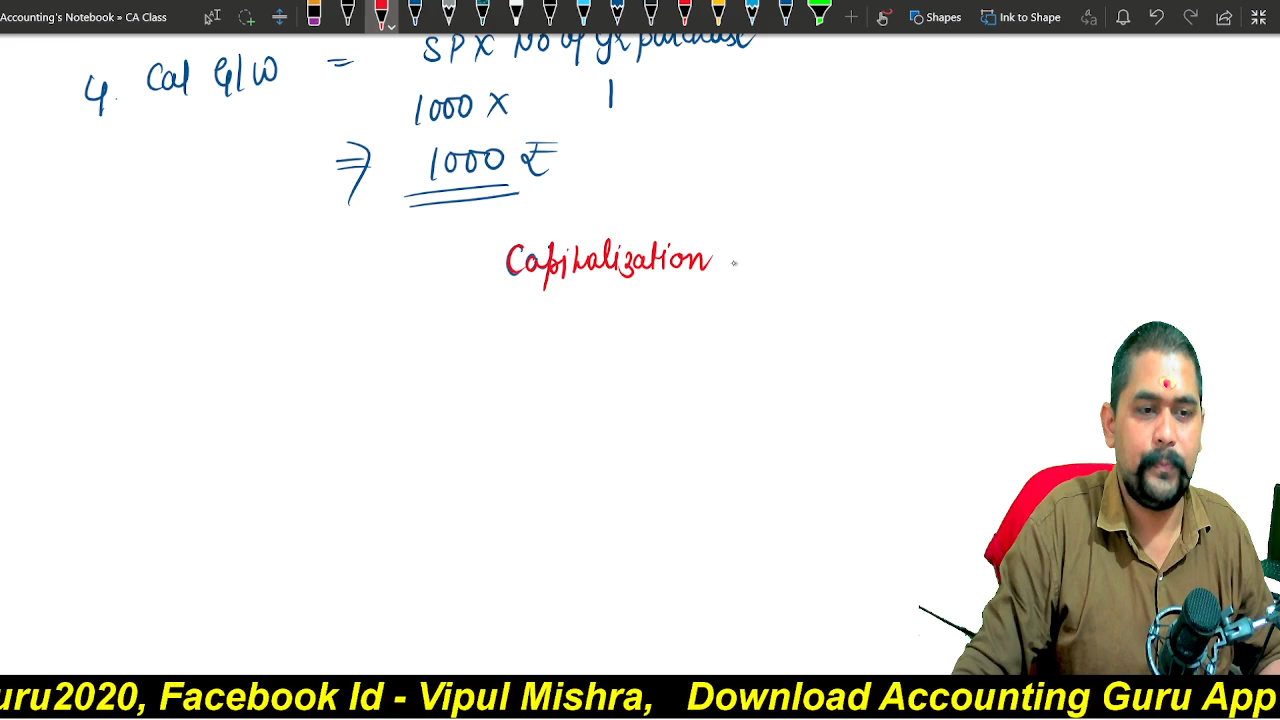 Accounting's Notebook » CA Class
Shapes
Ink to Shape
SP X No of yr purchase
4. Cal G/W =
1000 X 1
⇒ 1000 ₹
Capitalization
uru2020, Facebook Id - Vipul Mishra, Download Accounting Guru App